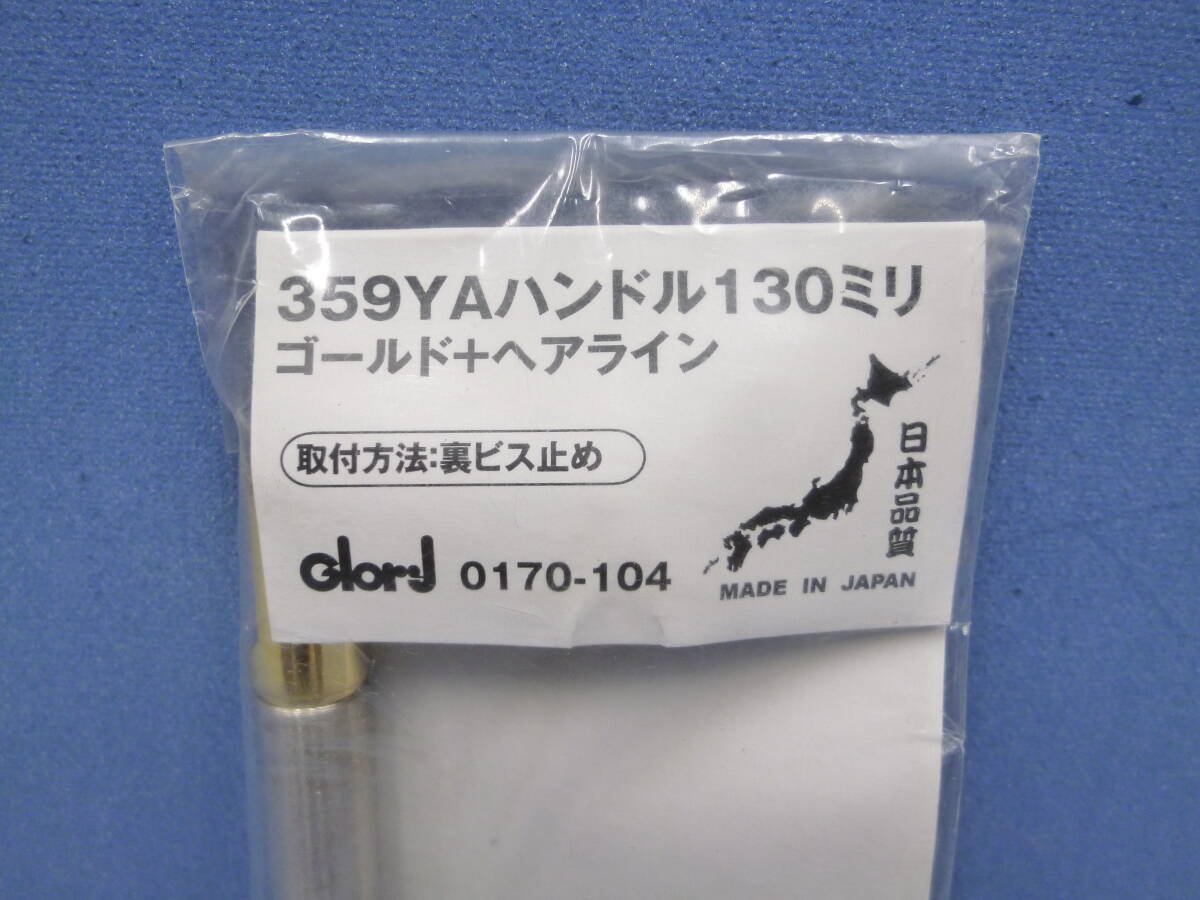 359YAハンドル130ミリ
ゴールド+ヘアライン
取付方法:裏ビス止め
日本品質
Glory 0170-104
MADE IN JAPAN